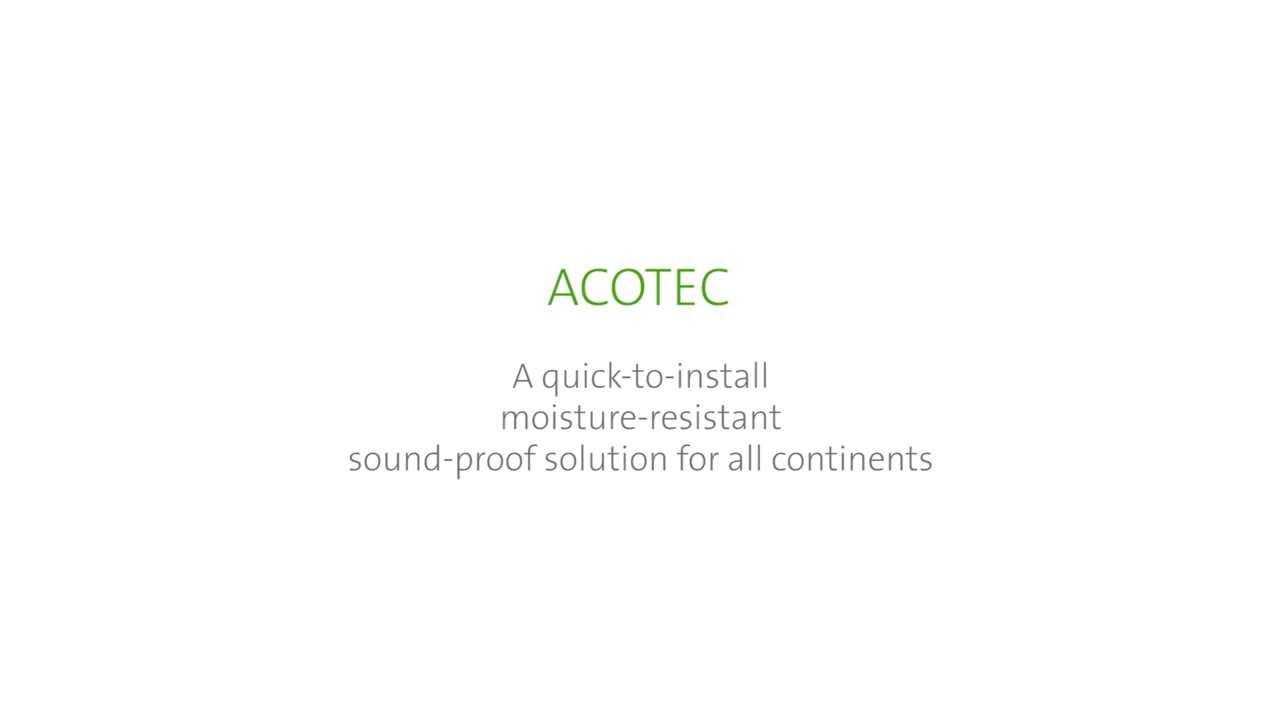 ACOTEC
A quick-to-install
moisture-resistant
sound-proof solution for all continents